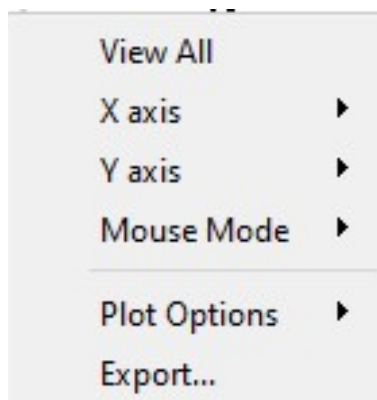 View All
X axis
Y axis
Mouse Mode
Plot Options
Export...